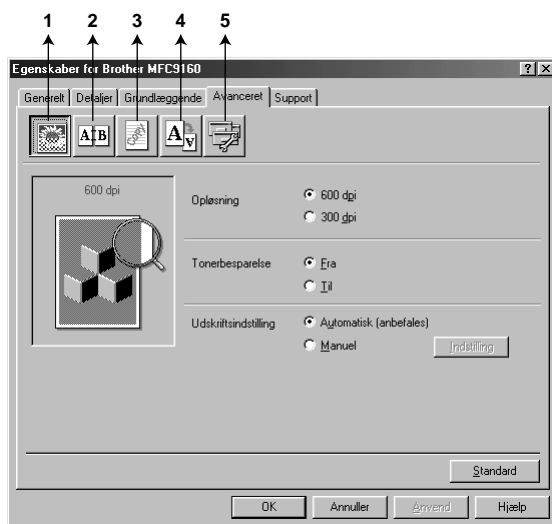 1 2 3 4 5
Egenskaber for Brother MFC9160
Generelt Detaljer Grundlæggende Avanceret Support
A B A A
600 dpi
Opløsning
600 dpi
300 dpi
Tonerbesparelse
Fra
Til
Udskriftsindstilling
Automatisk (anbefales)
Manuel
Indstilling
Standard
OK Annuller Anvend Hjælp